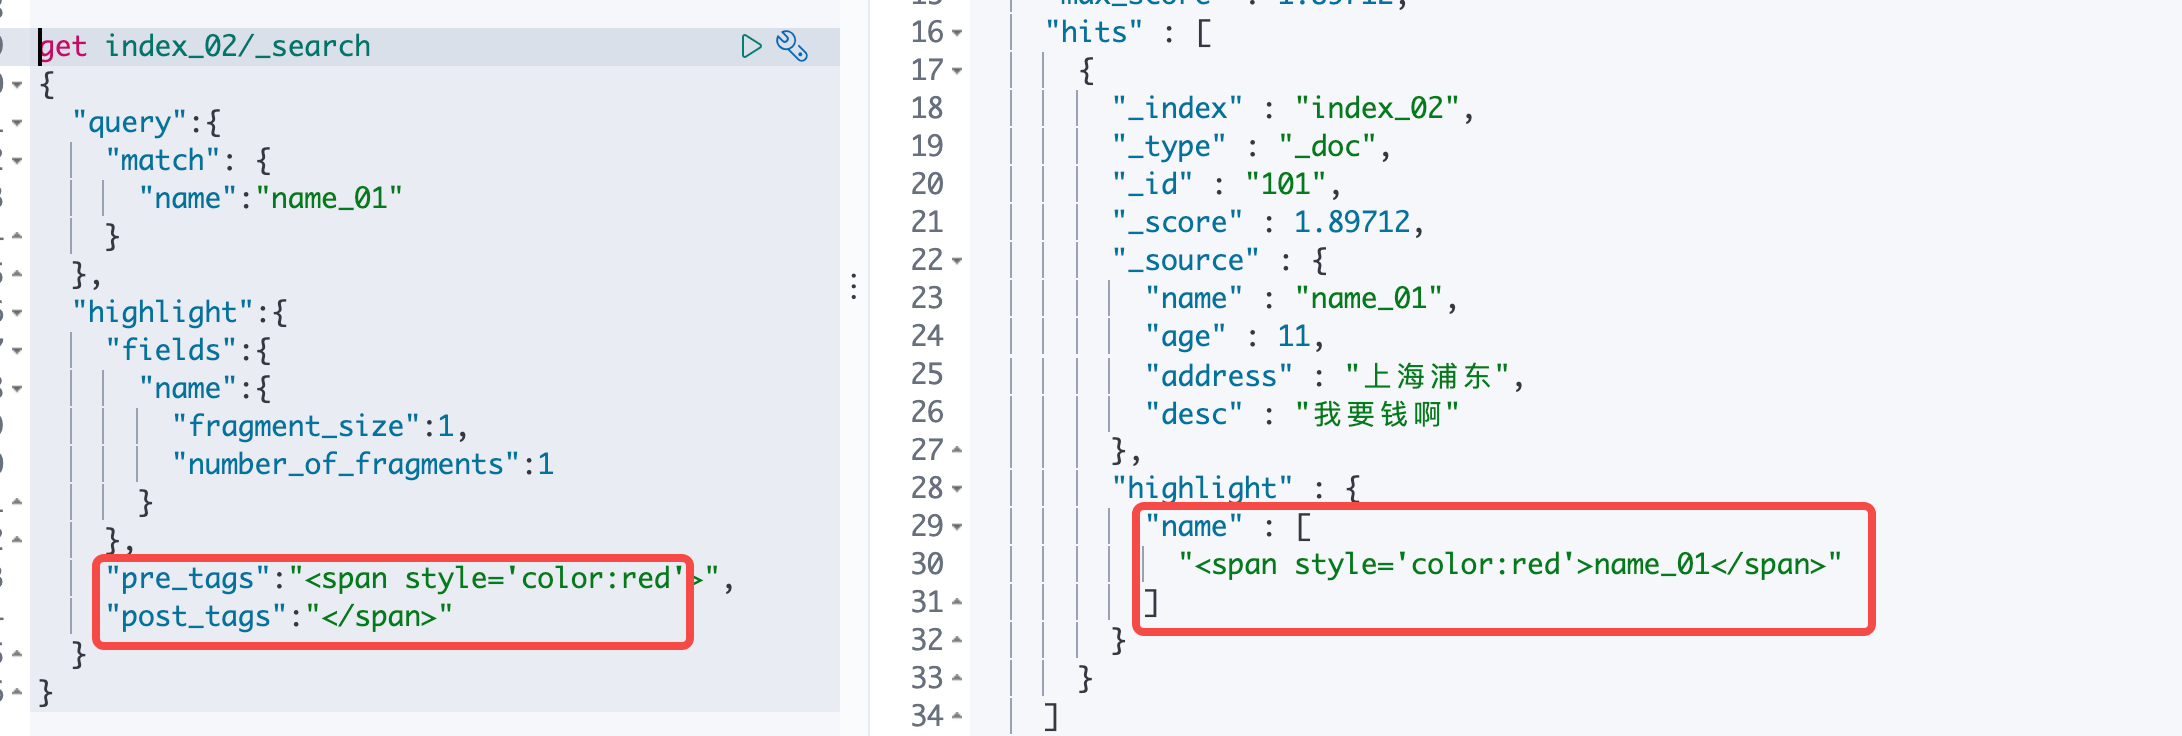 get index_02/_search
{
  "query":{
    "match": {
      "name":"name_01"
    }
  },
  "highlight":{
    "fields":{
      "name":{
        "fragment_size":1,
        "number_of_fragments":1
      }
    },
    "pre_tags":"<span style='color:red'>",
    "post_tags":"</span>"
  }
}
16 "hits" : [
17 {
18 "_index" : "index_02",
19 "_type" : "_doc",
20 "_id" : "101",
21 "_score" : 1.89712,
22 "_source" : {
23 "name" : "name_01",
24 "age" : 11,
25 "address" : "上海浦东",
26 "desc" : "我要钱啊"
27 },
28 "highlight" : {
29 "name" : [
30 "<span style='color:red'>name_01</span>"
31 ]
32 }
33 }
34 ]